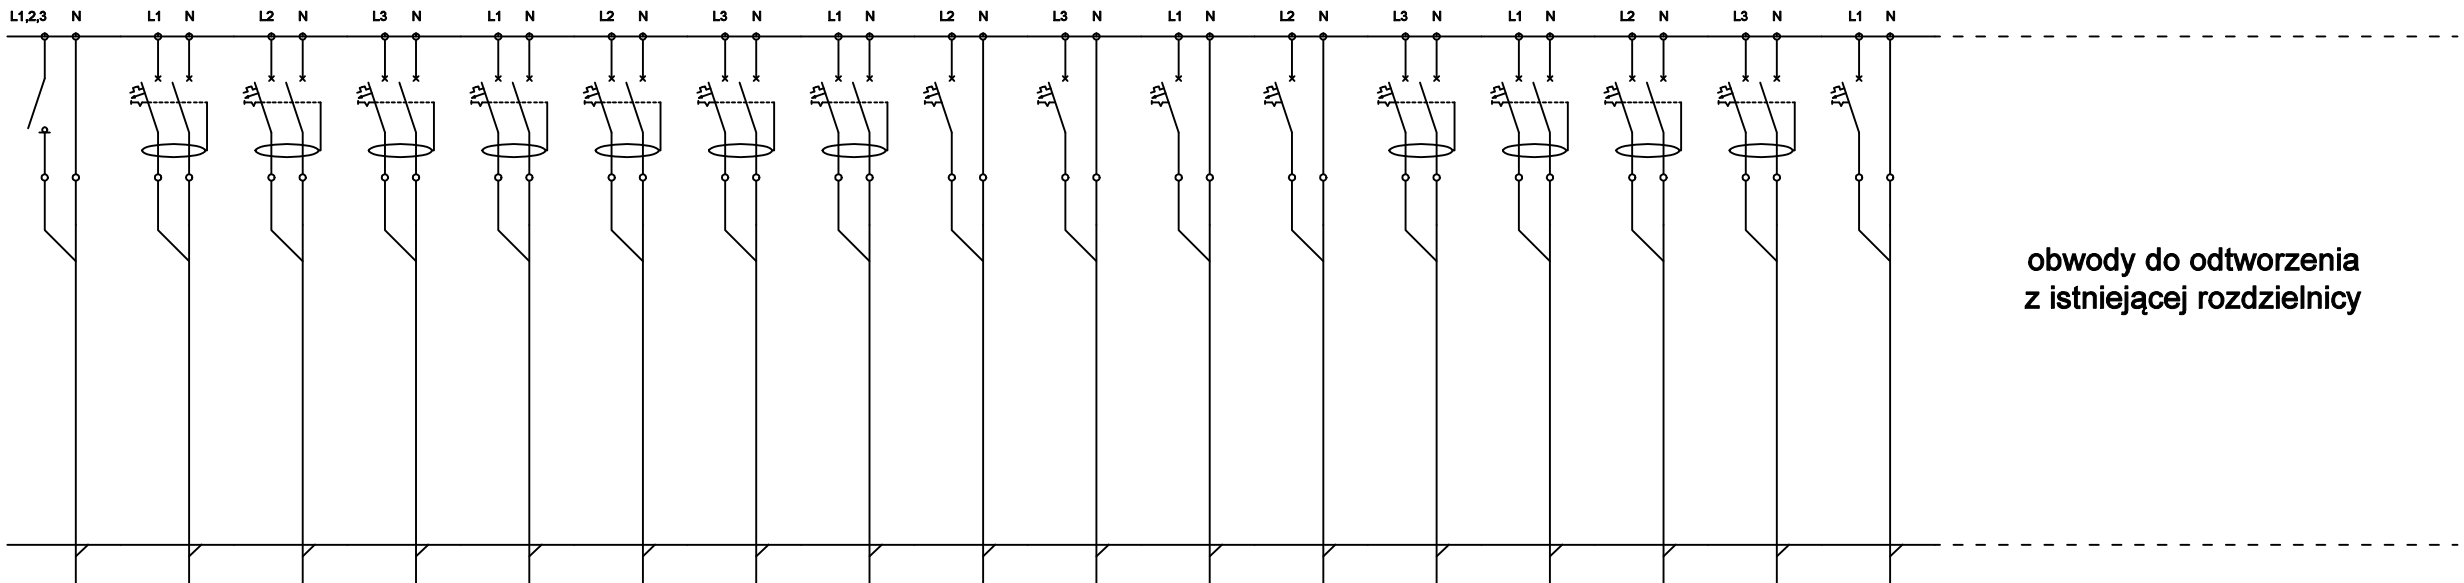 L1,2,3 N L1 N L2 N L3 N L1 N L2 N L3 N L1 N L2 N L3 N L1 N L2 N L3 N L1 N L2 N L3 N L1 N
obwody do odtworzenia
z istniejącej rozdzielnicy